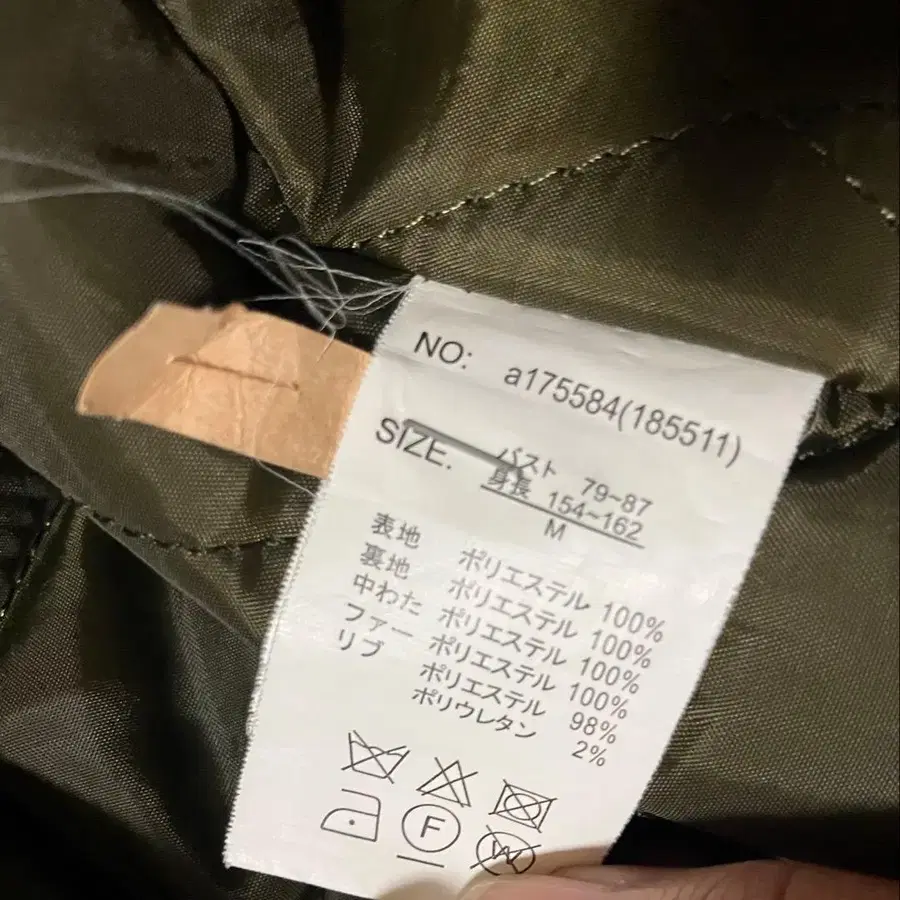 NO: a175584(185511)
SIZE. バスト 79~87
身長 154~162
M
表地 ポリエステル 100%
裏地 ポリエステル 100%
中わた ポリエステル 100%
ファー ポリエステル 100%
リブ ポリエステル 98%
ポリウレタン 2%
F
W